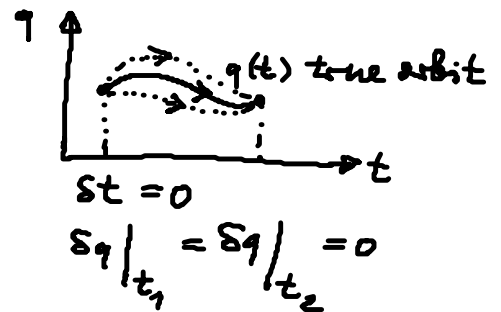 q
q(t) true orbit
t
δt = 0
δq|t₁ = δq|t₂ = 0